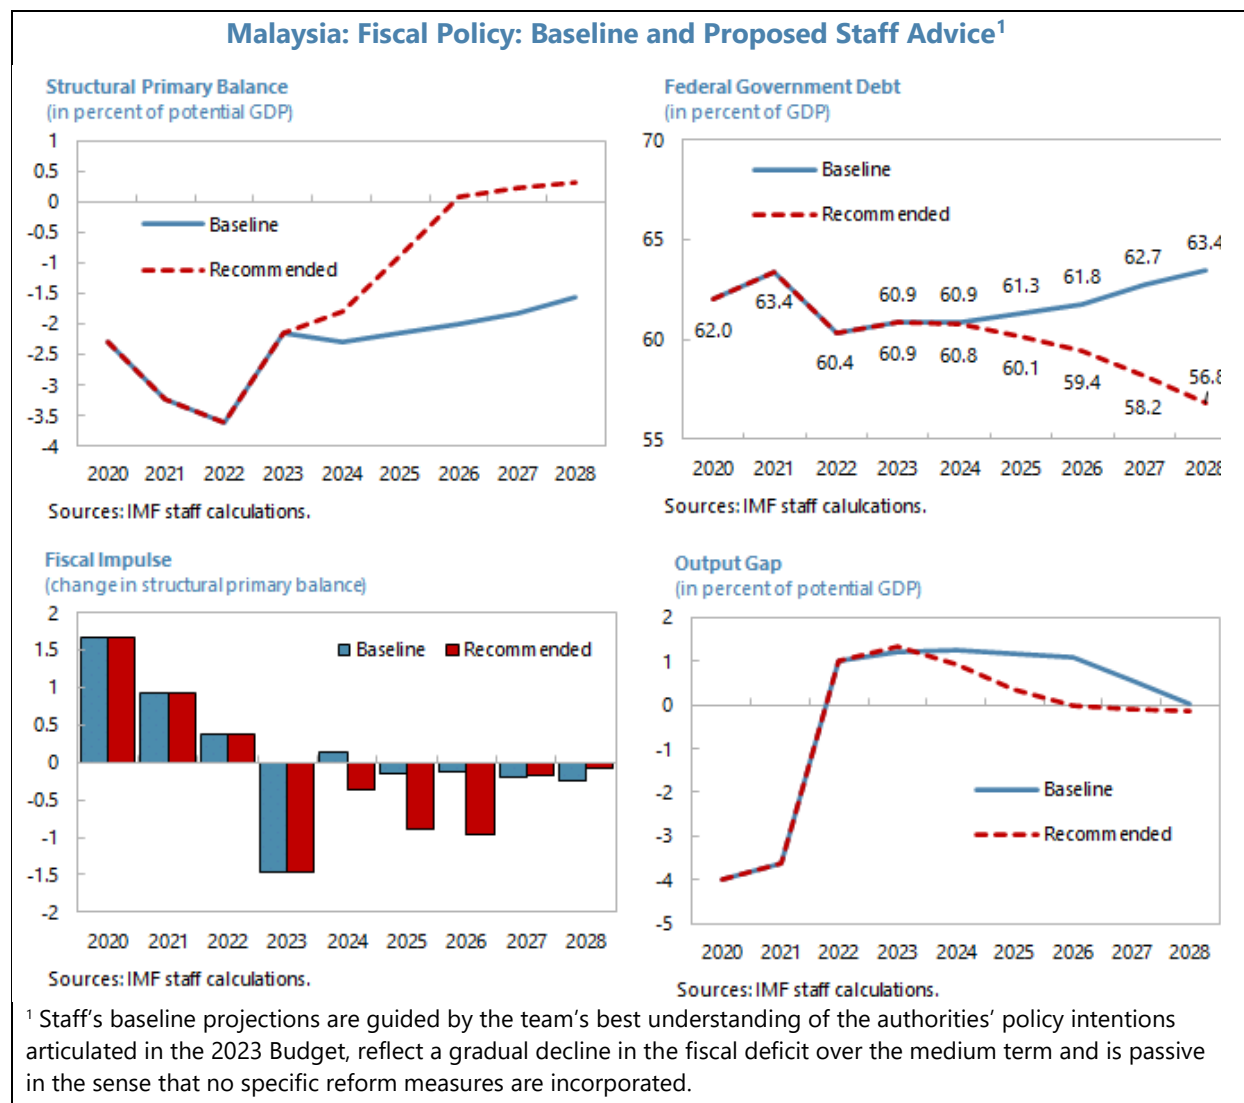 Malaysia: Fiscal Policy: Baseline and Proposed Staff Advice1
Structural Primary Balance
(in percent of potential GDP)
1
0.5
0
-0.5
-1
-1.5
-2
-2.5
-3
-3.5
-4
Baseline
Recommended
2020 2021 2022 2023 2024 2025 2026 2027 2028
Sources: IMF staff calculations.
Federal Government Debt
(in percent of GDP)
70
65
60
55
Baseline
Recommended
62.0 63.4 60.4 60.9 60.9 61.3 61.8 62.7 63.4
60.9 60.8 60.1 59.4 58.2 56.8
2020 2021 2022 2023 2024 2025 2026 2027 2028
Sources: IMF staff calulcations.
Fiscal Impulse
(change in structural primary balance)
2
1.5
1
0.5
0
-0.5
-1
-1.5
-2
Baseline Recommended
2020 2021 2022 2023 2024 2025 2026 2027 2028
Sources: IMF staff calculations.
Output Gap
(in percent of potential GDP)
2
1
0
-1
-2
-3
-4
-5
Baseline
Recommended
2020 2021 2022 2023 2024 2025 2026 2027 2028
Sources: IMF staff calculations.
1 Staff's baseline projections are guided by the team's best understanding of the authorities' policy intentions
articulated in the 2023 Budget, reflect a gradual decline in the fiscal deficit over the medium term and is passive
in the sense that no specific reform measures are incorporated.